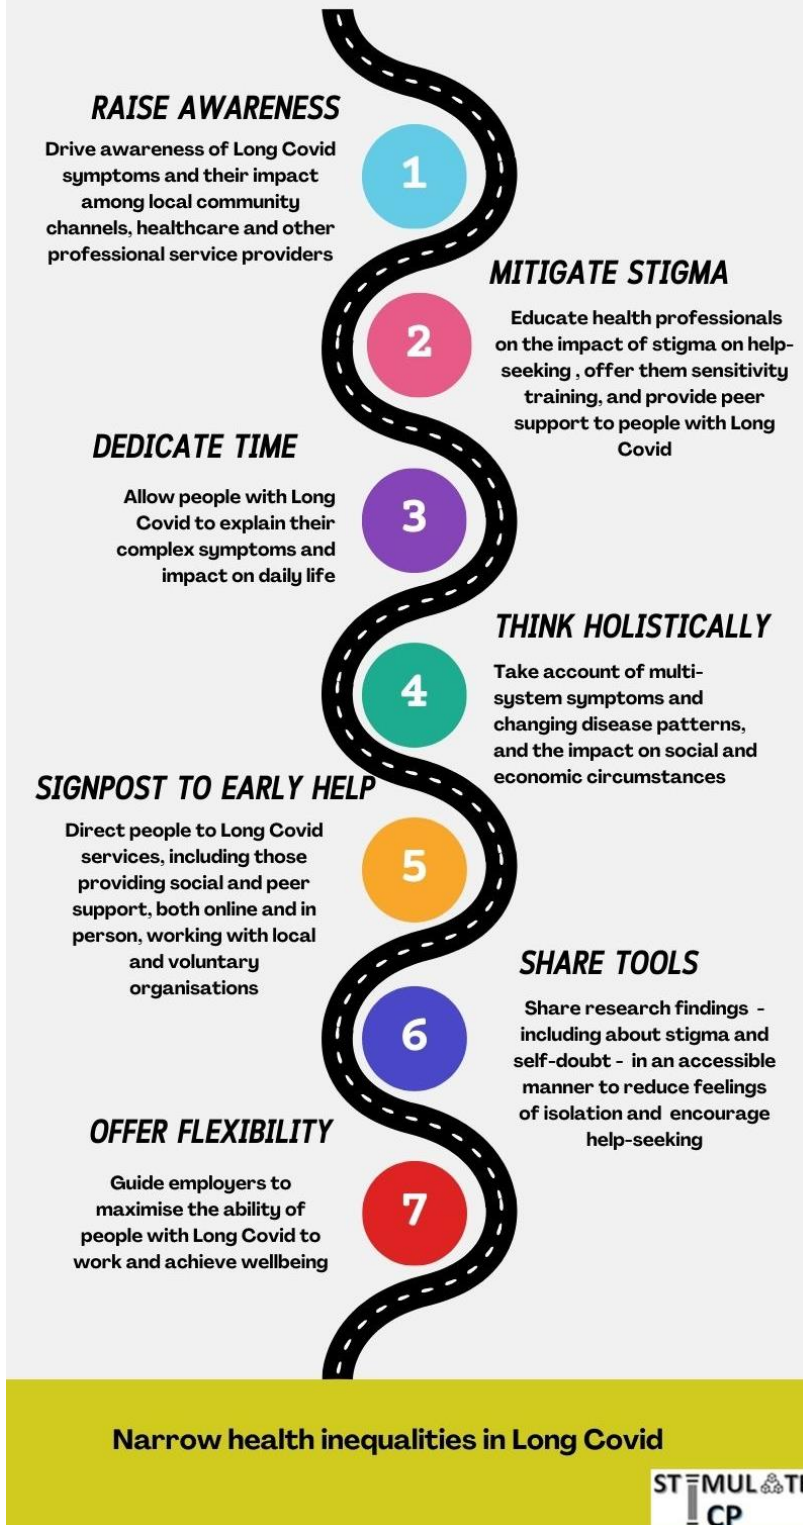 RAISE AWARENESS
Drive awareness of Long Covid
symptoms and their impact
among local community
channels, healthcare and other
professional service providers
1
MITIGATE STIGMA
Educate health professionals
on the impact of stigma on help-
seeking , offer them sensitivity
training, and provide peer
support to people with Long
Covid
2
DEDICATE TIME
Allow people with Long
Covid to explain their
complex symptoms and
impact on daily life
3
THINK HOLISTICALLY
Take account of multi-
system symptoms and
changing disease patterns,
and the impact on social and
economic circumstances
4
SIGNPOST TO EARLY HELP
Direct people to Long Covid
services, including those
providing social and peer
support, both online and in
person, working with local
and voluntary
organisations
5
SHARE TOOLS
Share research findings -
including about stigma and
self-doubt - in an accessible
manner to reduce feelings
of isolation and encourage
help-seeking
6
OFFER FLEXIBILITY
Guide employers to
maximise the ability of
people with Long Covid to
work and achieve wellbeing
7
Narrow health inequalities in Long Covid
CP